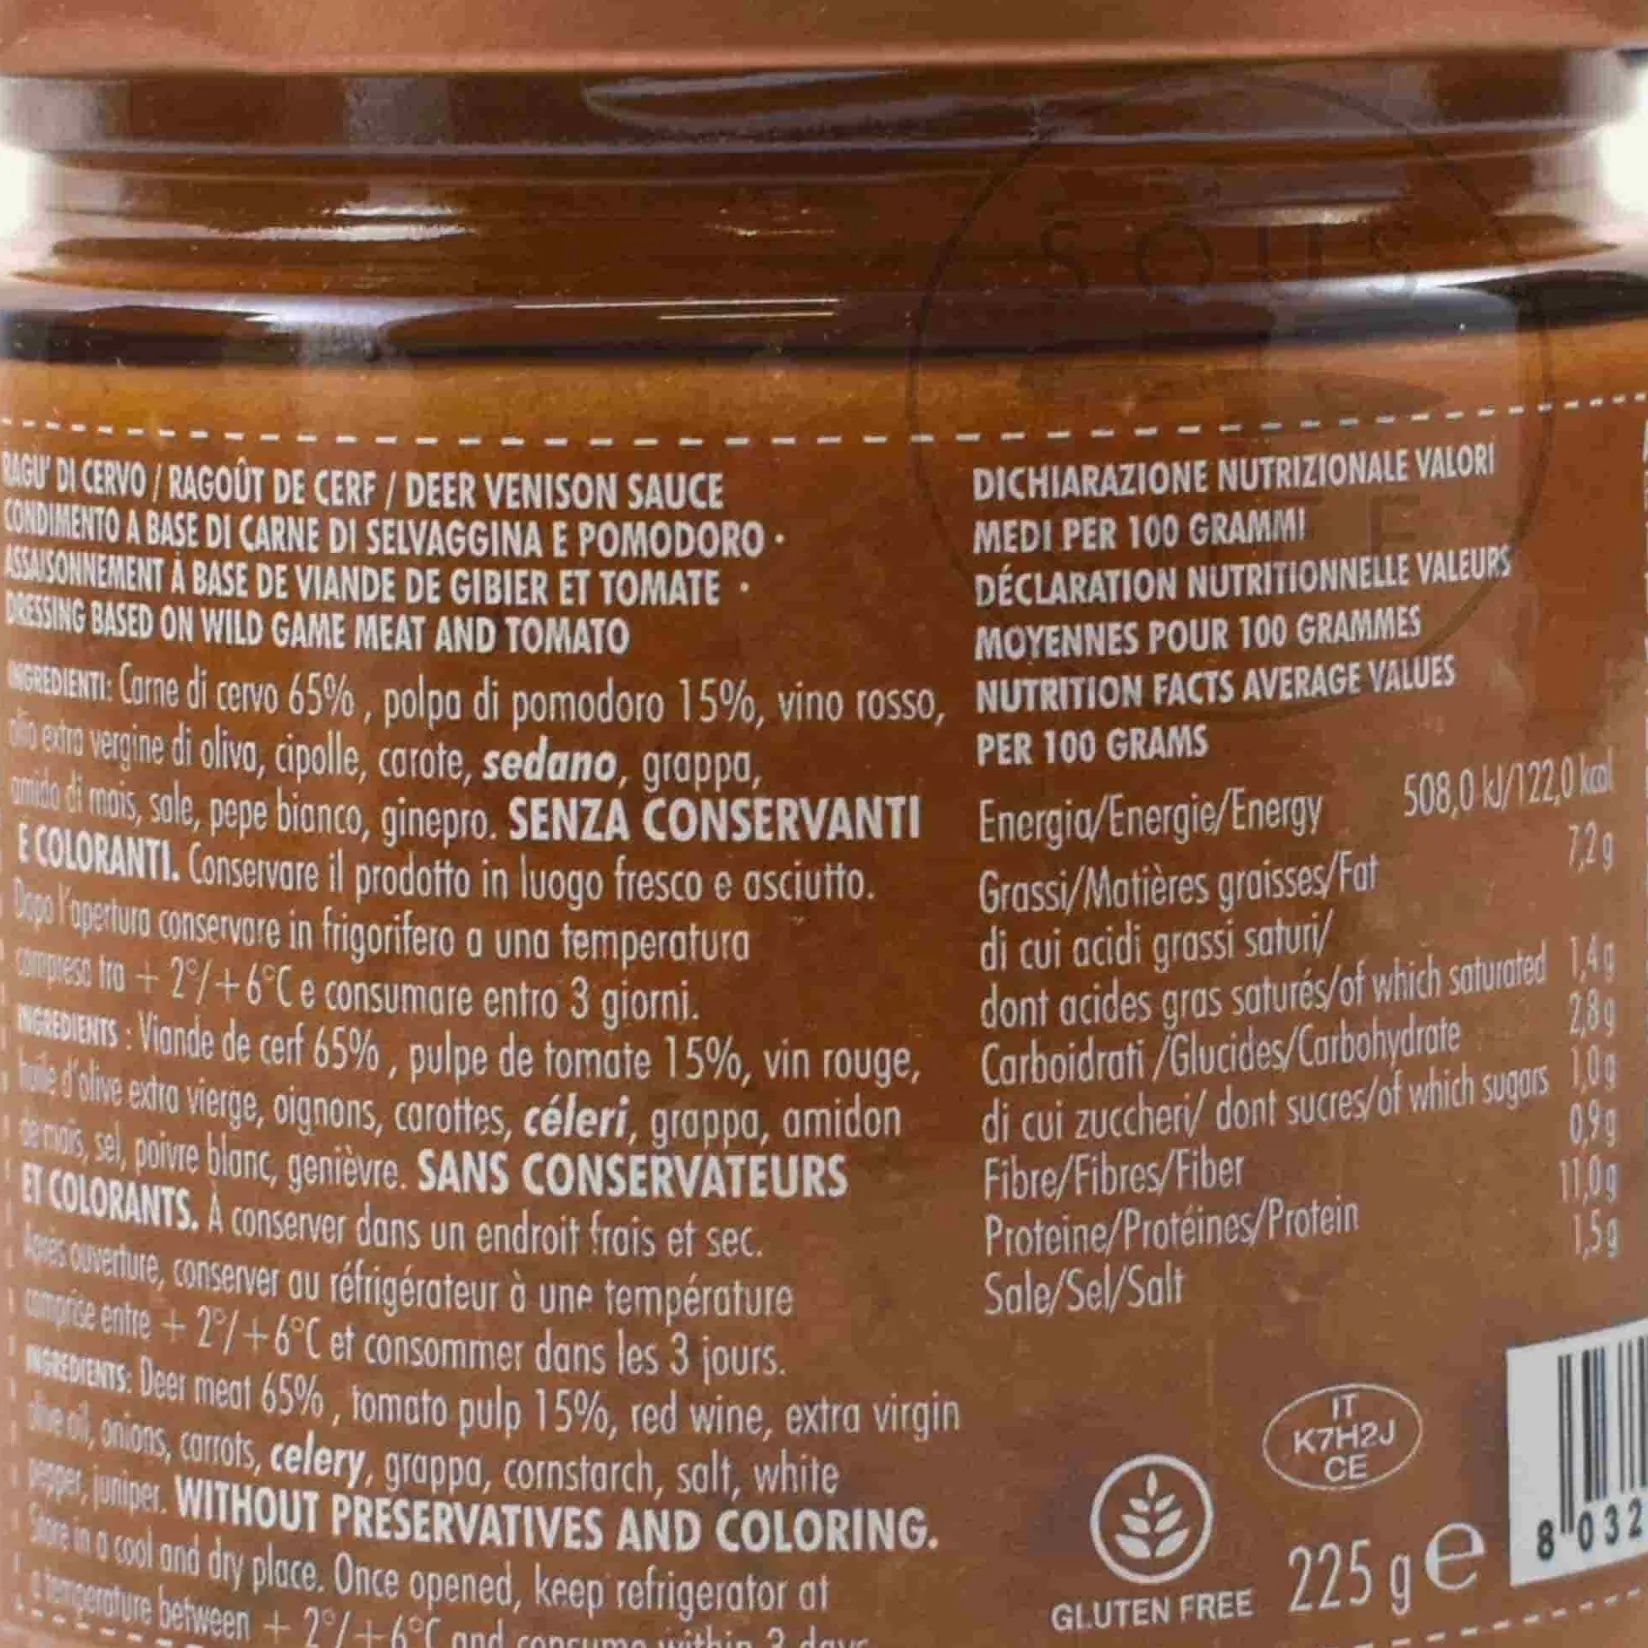 RAGU' DI CERVO / RAGOÛT DE CERF / DEER VENISON SAUCE
CONDIMENTO A BASE DI CARNE DI SELVAGGINA E POMODORO •
ASSAISONNEMENT À BASE DE VIANDE DE GIBIER ET TOMATE •
DRESSING BASED ON WILD GAME MEAT AND TOMATO
INGREDIENTI: Carne di cervo 65% , polpa di pomodoro 15%, vino rosso,
olio extra vergine di oliva, cipolle, carote, sedano, grappa,
amido di mais, sale, pepe bianco, ginepro. SENZA CONSERVANTI
E COLORANTI. Conservare il prodotto in luogo fresco e asciutto.
Dopo l'apertura conservare in frigorifero a una temperatura
compresa tra + 2°/+6°C e consumare entro 3 giorni.
INGREDIENTS : Viande de cerf 65% , pulpe de tomate 15%, vin rouge,
huile d'olive extra vierge, oignons, carottes, céleri, grappa, amidon
de maïs, sel, poivre blanc, genièvre. SANS CONSERVATEURS
ET COLORANTS. À conserver dans un endroit frais et sec.
Après ouverture, conserver au réfrigérateur à une température
comprise entre + 2°/+6°C et consommer dans les 3 jours.
INGREDIENTS: Deer meat 65% , tomato pulp 15%, red wine, extra virgin
olive oil, onions, carrots, celery, grappa, cornstarch, salt, white
pepper, juniper. WITHOUT PRESERVATIVES AND COLORING.
Store in a cool and dry place. Once opened, keep refrigerator at
a temperature between + 2°/+6°C and consume within 3 days
DICHIARAZIONE NUTRIZIONALE VALORI
MEDI PER 100 GRAMMI
DÉCLARATION NUTRITIONNELLE VALEURS
MOYENNES POUR 100 GRAMMES
NUTRITION FACTS AVERAGE VALUES
PER 100 GRAMS
Energia/Energie/Energy 508,0 kJ/122,0 kcal
Grassi/Matières graisses/Fat 7,2 g
di cui acidi grassi saturi/
dont acides gras saturés/of which saturated 1,4 g
Carboidrati /Glucides/Carbohydrate 2,8 g
di cui zuccheri/ dont sucres/of which sugars 1,0 g
Fibre/Fibres/Fiber 0,9 g
Proteine/Protéines/Protein 11,0 g
Sale/Sel/Salt 1,5 g
IT
K7H2J
CE
GLUTEN FREE
225 g e
8 032
SOUS